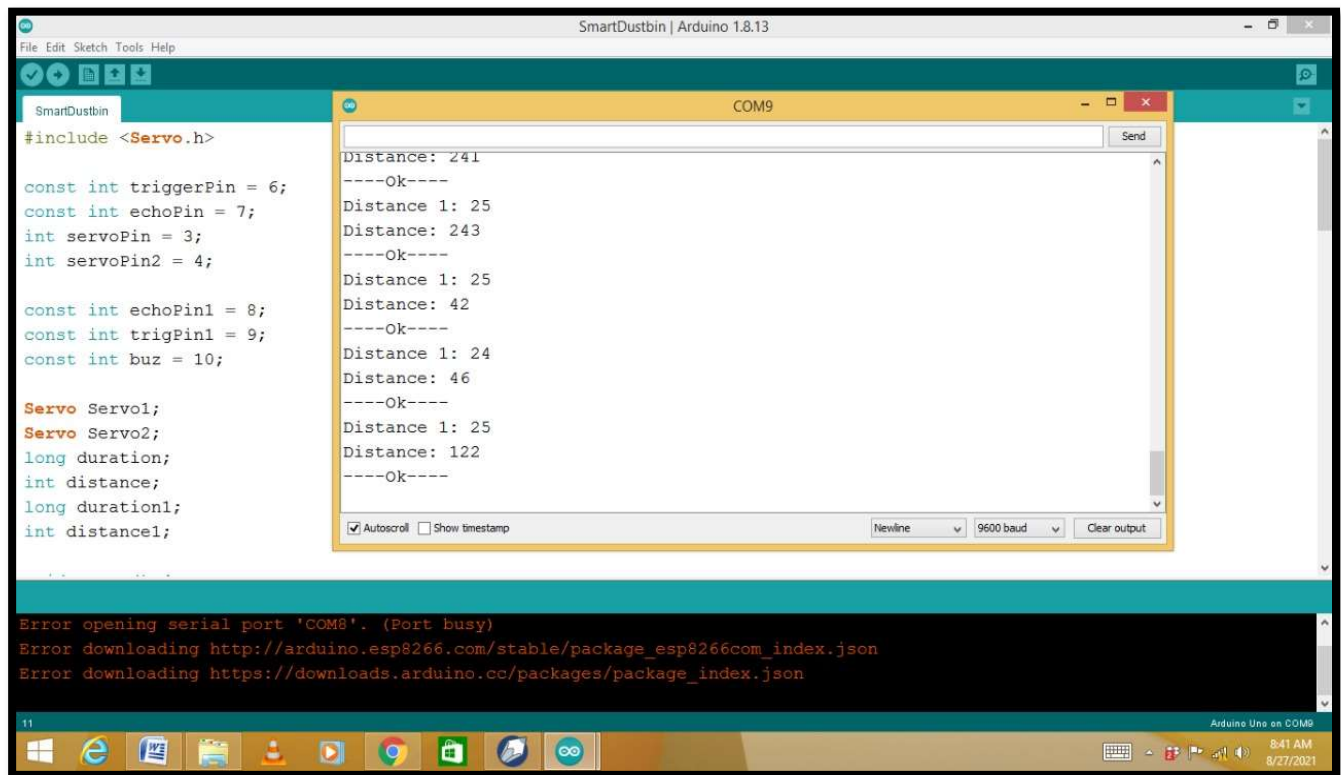 SmartDustbin | Arduino 1.8.13
File Edit Sketch Tools Help
SmartDustbin
#include <Servo.h>
const int triggerPin = 6;
const int echoPin = 7;
int servoPin = 3;
int servoPin2 = 4;
const int echoPin1 = 8;
const int trigPin1 = 9;
const int buz = 10;
Servo Servo1;
Servo Servo2;
long duration;
int distance;
long duration1;
int distance1;
COM9
Send
Distance: 241
----Ok----
Distance 1: 25
Distance: 243
----Ok----
Distance 1: 25
Distance: 42
----Ok----
Distance 1: 24
Distance: 46
----Ok----
Distance 1: 25
Distance: 122
----Ok----
Autoscroll Show timestamp Newline 9600 baud Clear output
Error opening serial port 'COM8'. (Port busy)
Error downloading http://arduino.esp8266.com/stable/package_esp8266com_index.json
Error downloading https://downloads.arduino.cc/packages/package_index.json
11 Arduino Uno on COM9
8:41 AM
8/27/2021